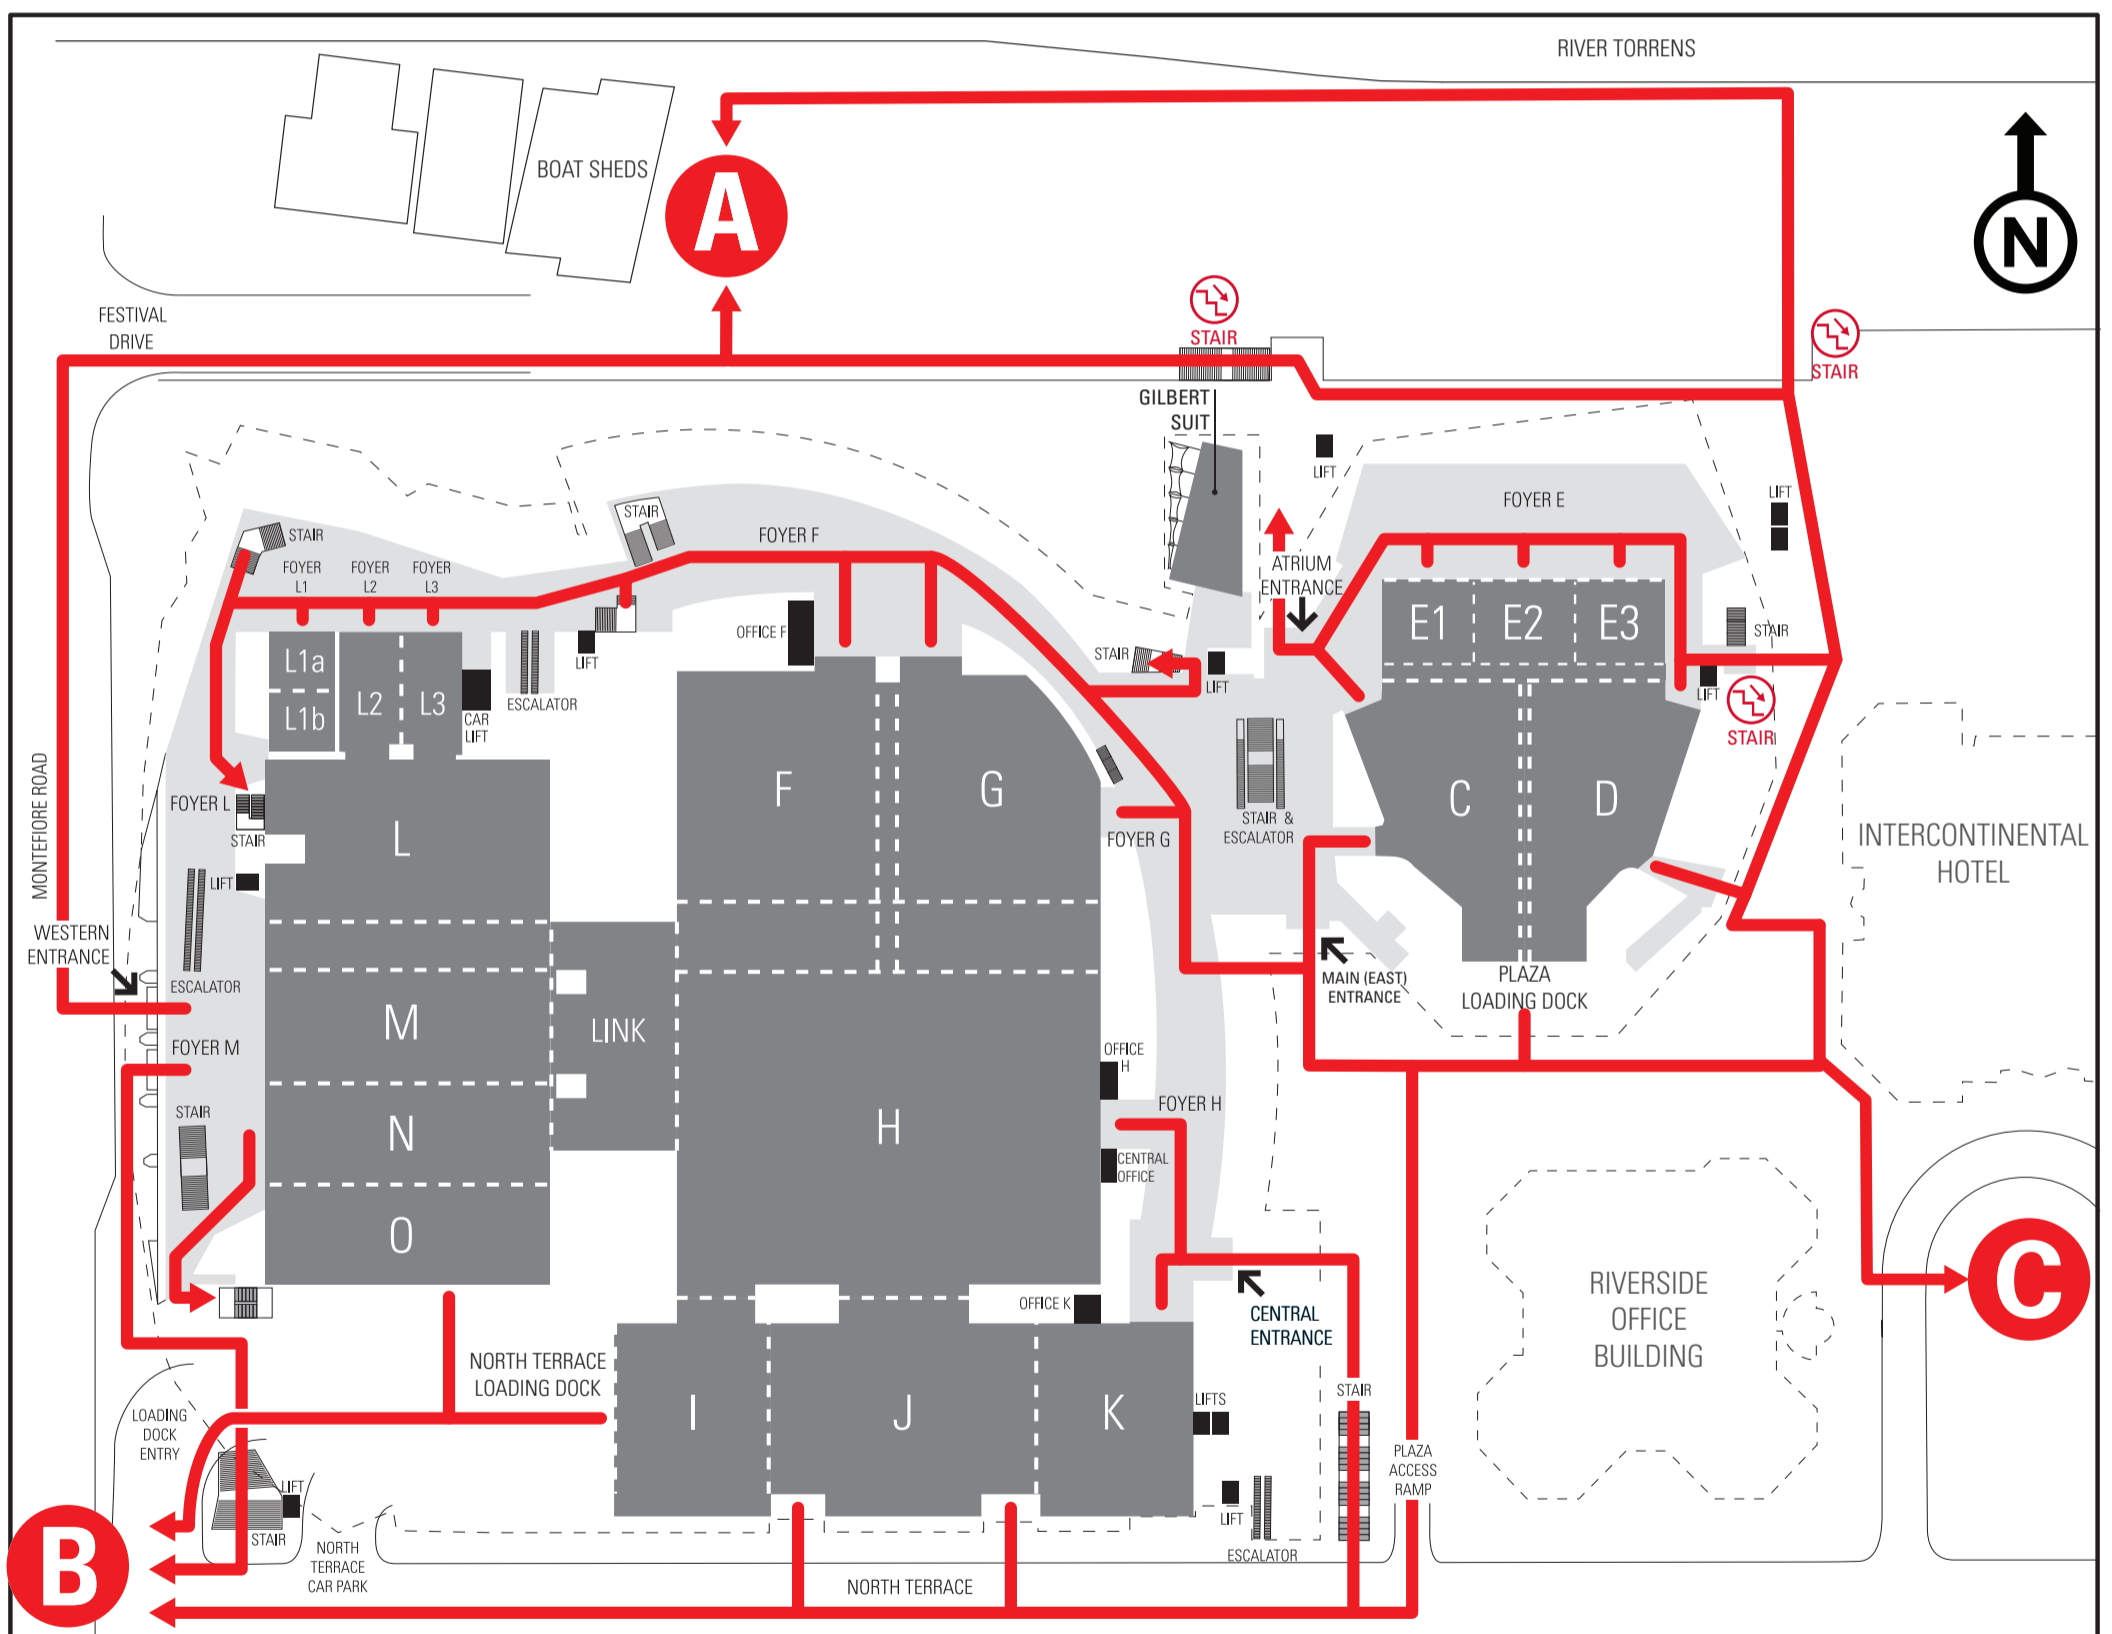 RIVER TORRENS
BOAT SHEDS
A
N
FESTIVAL
DRIVE
STAIR
STAIR
GILBERT
SUIT
LIFT
LIFT
FOYER E
STAIR
STAIR
FOYER F
FOYER
L1
FOYER
L2
FOYER
L3
ATRIUM
ENTRANCE
E1
E2
E3
STAIR
OFFICE F
LIFT
STAIR
LIFT
LIFT
STAIR
L1a
L1b
L2
L3
CAR
LIFT
ESCALATOR
MONTEFIORE ROAD
FOYER L
STAIR
LIFT
L
F
G
FOYER G
STAIR &
ESCALATOR
C
D
INTERCONTINENTAL
HOTEL
WESTERN
ENTRANCE
ESCALATOR
FOYER M
M
LINK
MAIN (EAST)
ENTRANCE
PLAZA
LOADING DOCK
OFFICE
H
FOYER H
STAIR
N
H
CENTRAL
OFFICE
O
OFFICE K
CENTRAL
ENTRANCE
RIVERSIDE
OFFICE
BUILDING
C
NORTH TERRACE
LOADING DOCK
I
J
K
LIFTS
STAIR
LOADING
DOCK
ENTRY
LIFT
STAIR
PLAZA
ACCESS
RAMP
LIFT
ESCALATOR
B
NORTH
TERRACE
CAR PARK
NORTH TERRACE